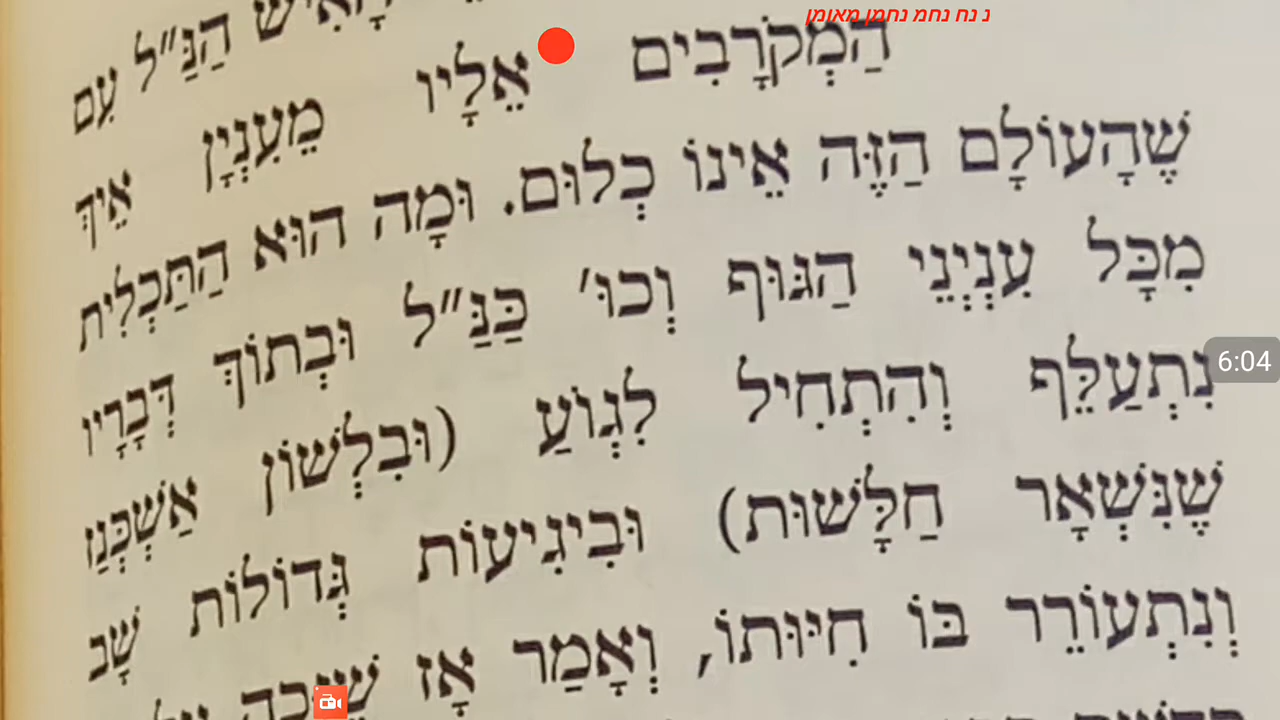 נ נח נחמ נחמן מאומן
הָאִישׁ הַנַּ"ל עִם
הַמְקֹרָבִים אֵלָיו מֵעִנְיָן אֵיךְ
שֶׁהָעוֹלָם הַזֶּה אֵינוֹ כְלוּם. וּמָה הוּא הַתַּכְלִית
מִכָּל עִנְיְנֵי הַגּוּף וְכוּ' כַּנַּ"ל וּבְתוֹךְ דְּבָרָיו
6:04
נִתְעַלֵּף וְהִתְחִיל לִגְוֹעַ (וּבִלְשׁוֹן אַשְׁכְּנַז
שֶׁנִּשְׁאָר חַלָּשׁוּת) וּבִיגִיעוֹת גְּדוֹלוֹת שָׁב
וְנִתְעוֹרֵר בּוֹ חִיּוּתוֹ, וְאָמַר אָז